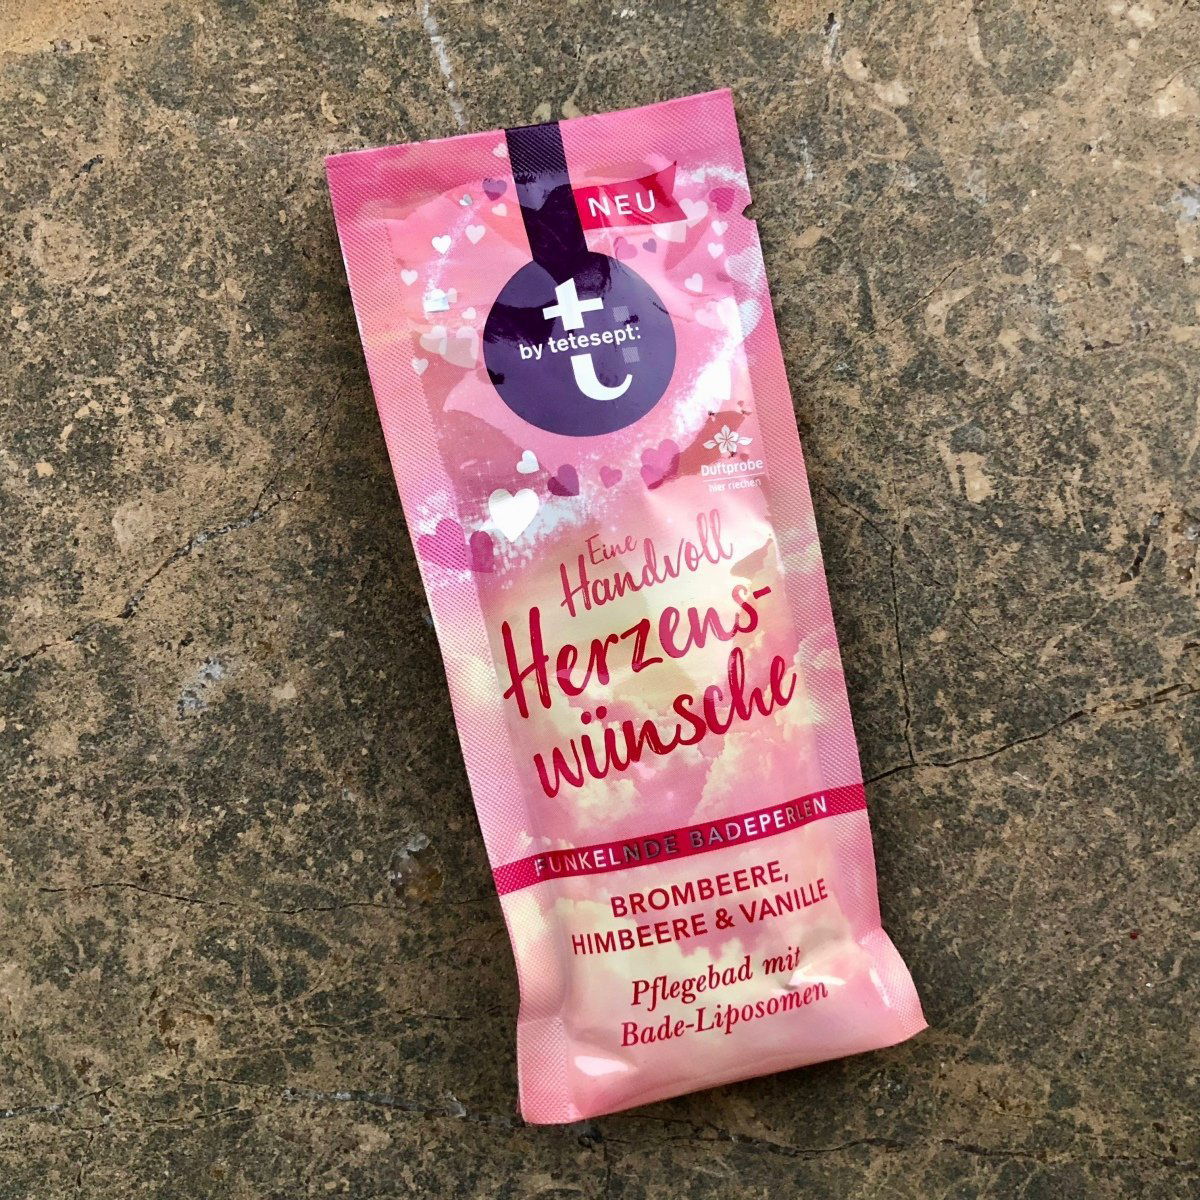 NEU
t
by tetesept:
Duftprobe
hier riechen
Eine
Handvoll
Herzens-
wünsche
FUNKELNDE BADEPERLEN
BROMBEERE,
HIMBEERE & VANILLE
Pflegebad mit
Bade-Liposomen